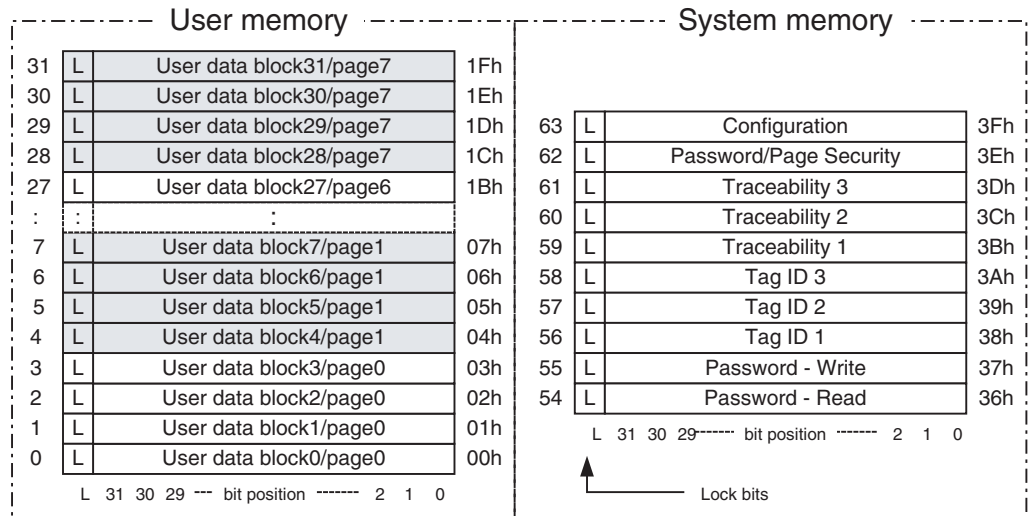 User memory
31 L User data block31/page7 1Fh
30 L User data block30/page7 1Eh
29 L User data block29/page7 1Dh
28 L User data block28/page7 1Ch
27 L User data block27/page6 1Bh
: : :
7 L User data block7/page1 07h
6 L User data block6/page1 06h
5 L User data block5/page1 05h
4 L User data block4/page1 04h
3 L User data block3/page0 03h
2 L User data block2/page0 02h
1 L User data block1/page0 01h
0 L User data block0/page0 00h
L 31 30 29 --- bit position ------- 2 1 0
System memory
63 L Configuration 3Fh
62 L Password/Page Security 3Eh
61 L Traceability 3 3Dh
60 L Traceability 2 3Ch
59 L Traceability 1 3Bh
58 L Tag ID 3 3Ah
57 L Tag ID 2 39h
56 L Tag ID 1 38h
55 L Password - Write 37h
54 L Password - Read 36h
L 31 30 29------- bit position ------- 2 1 0
Lock bits